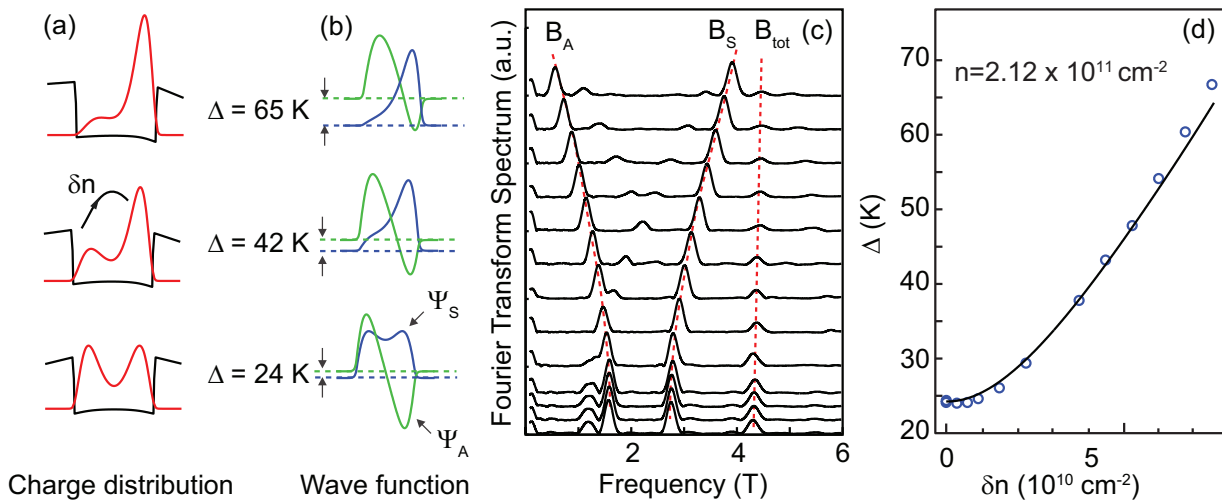 (a)
Δ = 65 K
δn
Δ = 42 K
Δ = 24 K
Charge distribution
(b)
Ψ_S
Ψ_A
Wave function
(c)
B_A
B_S
B_tot
Fourier Transform Spectrum (a.u.)
2 4 6
Frequency (T)
(d)
n=2.12 x 10^11 cm^-2
Δ (K)
70
60
50
40
30
20
0 5
δn (10^10 cm^-2)